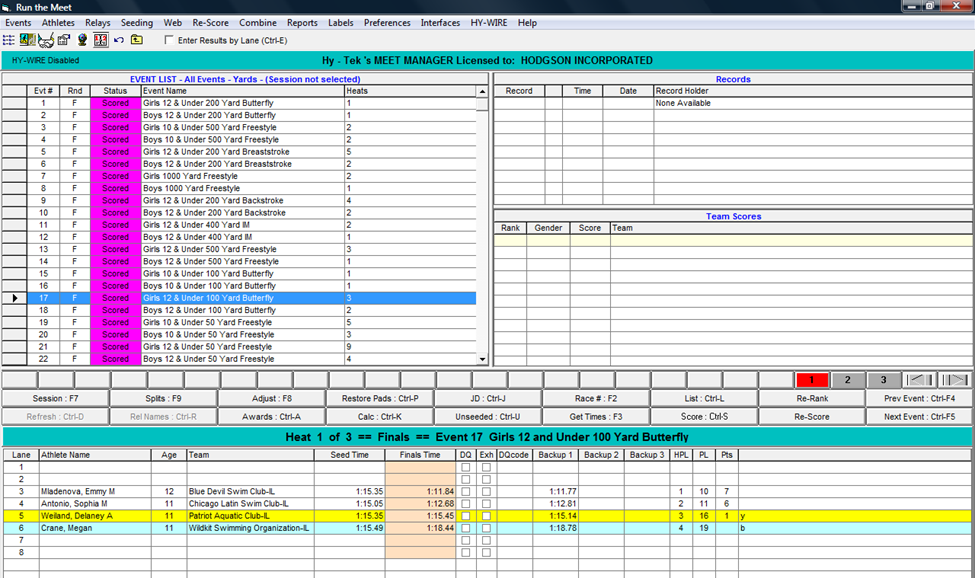 Run the Meet
Events Athletes Relays Seeding Web Re-Score Combine Reports Labels Preferences Interfaces HY-WIRE Help
Enter Results by Lane (Ctrl-E)
HY-WIRE Disabled Hy - Tek 's MEET MANAGER Licensed to: HODGSON INCORPORATED
EVENT LIST - All Events - Yards - (Session not selected)
Evt # Rnd Status Event Name Heats
1 F Scored Girls 12 & Under 200 Yard Butterfly 1
2 F Scored Boys 12 & Under 200 Yard Butterfly 1
3 F Scored Girls 10 & Under 500 Yard Freestyle 2
4 F Scored Boys 10 & Under 500 Yard Freestyle 2
5 F Scored Girls 12 & Under 200 Yard Breaststroke 5
6 F Scored Boys 12 & Under 200 Yard Breaststroke 2
7 F Scored Girls 1000 Yard Freestyle 2
8 F Scored Boys 1000 Yard Freestyle 1
9 F Scored Girls 12 & Under 200 Yard Backstroke 4
10 F Scored Boys 12 & Under 200 Yard Backstroke 2
11 F Scored Girls 12 & Under 400 Yard IM 2
12 F Scored Boys 12 & Under 400 Yard IM 1
13 F Scored Girls 12 & Under 500 Yard Freestyle 3
14 F Scored Boys 12 & Under 500 Yard Freestyle 1
15 F Scored Girls 10 & Under 100 Yard Butterfly 1
16 F Scored Boys 10 & Under 100 Yard Butterfly 1
17 F Scored Girls 12 & Under 100 Yard Butterfly 3
18 F Scored Boys 12 & Under 100 Yard Butterfly 2
19 F Scored Girls 10 & Under 50 Yard Freestyle 5
20 F Scored Boys 10 & Under 50 Yard Freestyle 3
21 F Scored Girls 12 & Under 50 Yard Freestyle 9
22 F Scored Boys 12 & Under 50 Yard Freestyle 4
Records
Record Time Date Record Holder
None Available
Team Scores
Rank Gender Score Team
1 2 3
Session : F7 Splits : F9 Adjust : F8 Restore Pads : Ctrl-P JD : Ctrl-J Race # : F2 List : Ctrl-L Re-Rank Prev Event : Ctrl-F4
Refresh : Ctrl-D Rel Names : Ctrl-R Awards : Ctrl-A Calc : Ctrl-K Unseeded : Ctrl-U Get Times : F3 Score : Ctrl-S Re-Score Next Event : Ctrl-F5
Heat 1 of 3 == Finals == Event 17 Girls 12 and Under 100 Yard Butterfly
Lane Athlete Name Age Team Seed Time Finals Time DQ Exh DQcode Backup 1 Backup 2 Backup 3 HPL PL Pts
1
2
3 Mladenova, Emmy M 12 Blue Devil Swim Club-IL 1:15.35 1:11.84 1:11.77 1 10 7
4 Antonio, Sophia M 11 Chicago Latin Swim Club-IL 1:15.05 1:12.68 1:12.81 2 11 6
5 Weiland, Delaney A 11 Patriot Aquatic Club-IL 1:15.35 1:15.45 1:15.14 3 16 1 y
6 Crane, Megan 11 Wildkit Swimming Organization-IL 1:15.49 1:18.44 1:18.78 4 19 b
7
8